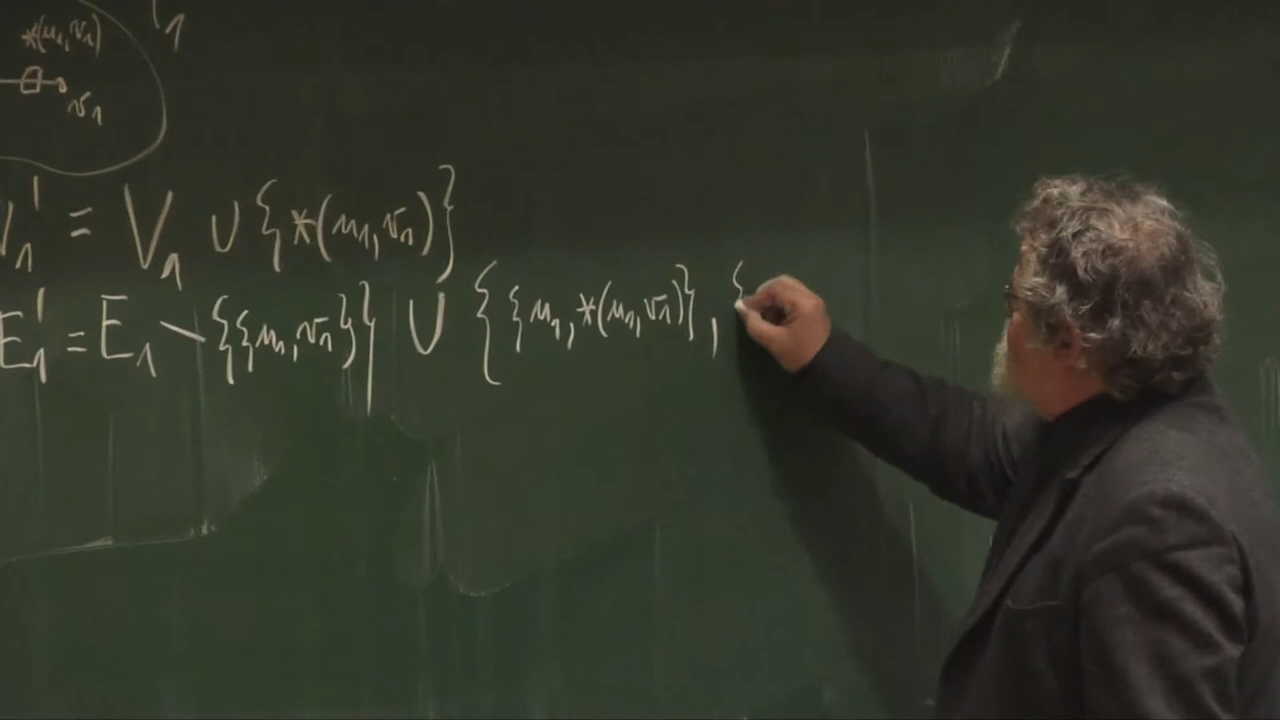 *(u₁,v₁)
v₁
V₁' = V₁ ∪ {*(u₁,v₁)}
E₁' = E₁ \ {{u₁,v₁}} ∪ { {u₁,*(u₁,v₁)}, {